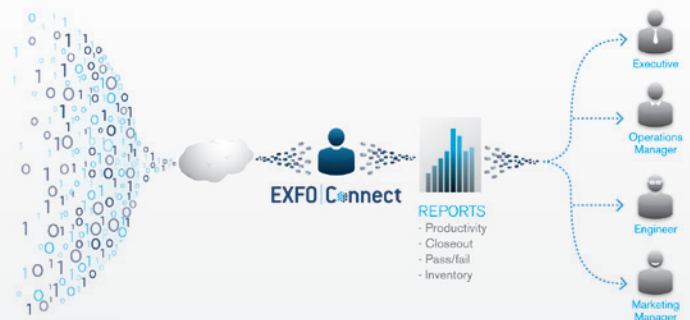 EXFO Connect
REPORTS
- Productivity
- Closeout
- Pass/fail
- Inventory
Executive
Operations
Manager
Engineer
Marketing
Manager